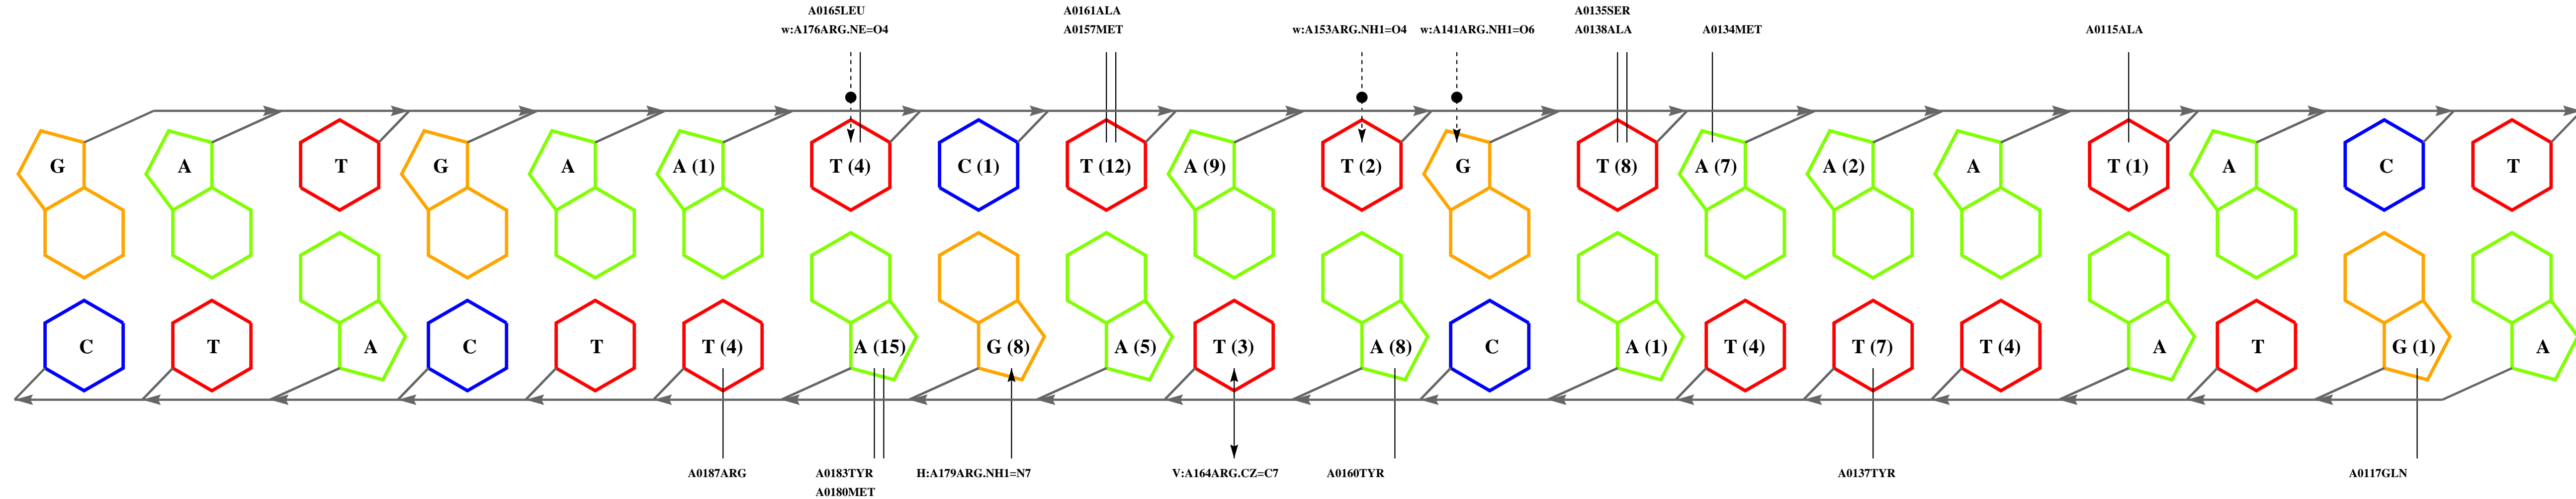 A0165LEU A0161ALA A0135SER
w:A176ARG.NE=O4 A0157MET w:A153ARG.NH1=O4 w:A141ARG.NH1=O6 A0138ALA A0134MET A0115ALA
G A T G A A (1) T (4) C (1) T (12) A (9) T (2) G T (8) A (7) A (2) A T (1) A C T
C T A C T T (4) A (15) G (8) A (5) T (3) A (8) C A (1) T (4) T (7) T (4) A T G (1) A
A0187ARG A0183TYR H:A179ARG.NH1=N7 V:A164ARG.CZ=C7 A0160TYR A0137TYR A0117GLN
A0180MET